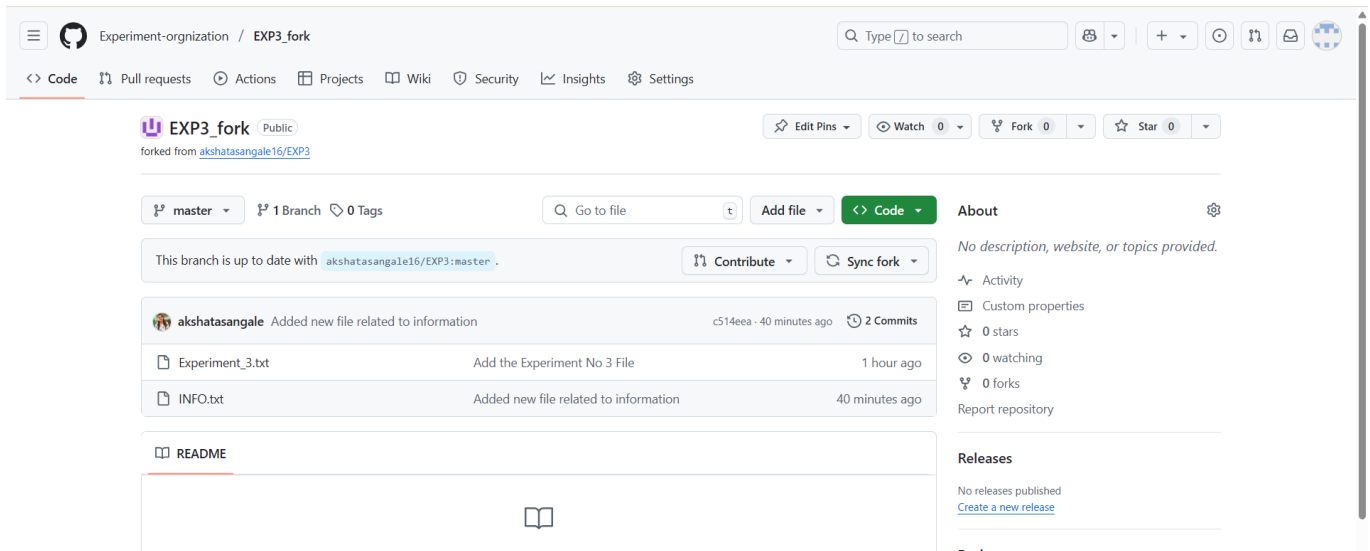 Experiment-orgnization / EXP3_fork
Type / to search
Code Pull requests Actions Projects Wiki Security Insights Settings
EXP3_fork Public
Edit Pins Watch 0 Fork 0 Star 0
forked from akshatasangale16/EXP3
master 1 Branch 0 Tags Go to file t Add file Code
This branch is up to date with akshatasangale16/EXP3:master .
Contribute Sync fork
akshatasangale Added new file related to information c514eea · 40 minutes ago 2 Commits
Experiment_3.txt Add the Experiment No 3 File 1 hour ago
INFO.txt Added new file related to information 40 minutes ago
README
About
No description, website, or topics provided.
Activity
Custom properties
0 stars
0 watching
0 forks
Report repository
Releases
No releases published
Create a new release